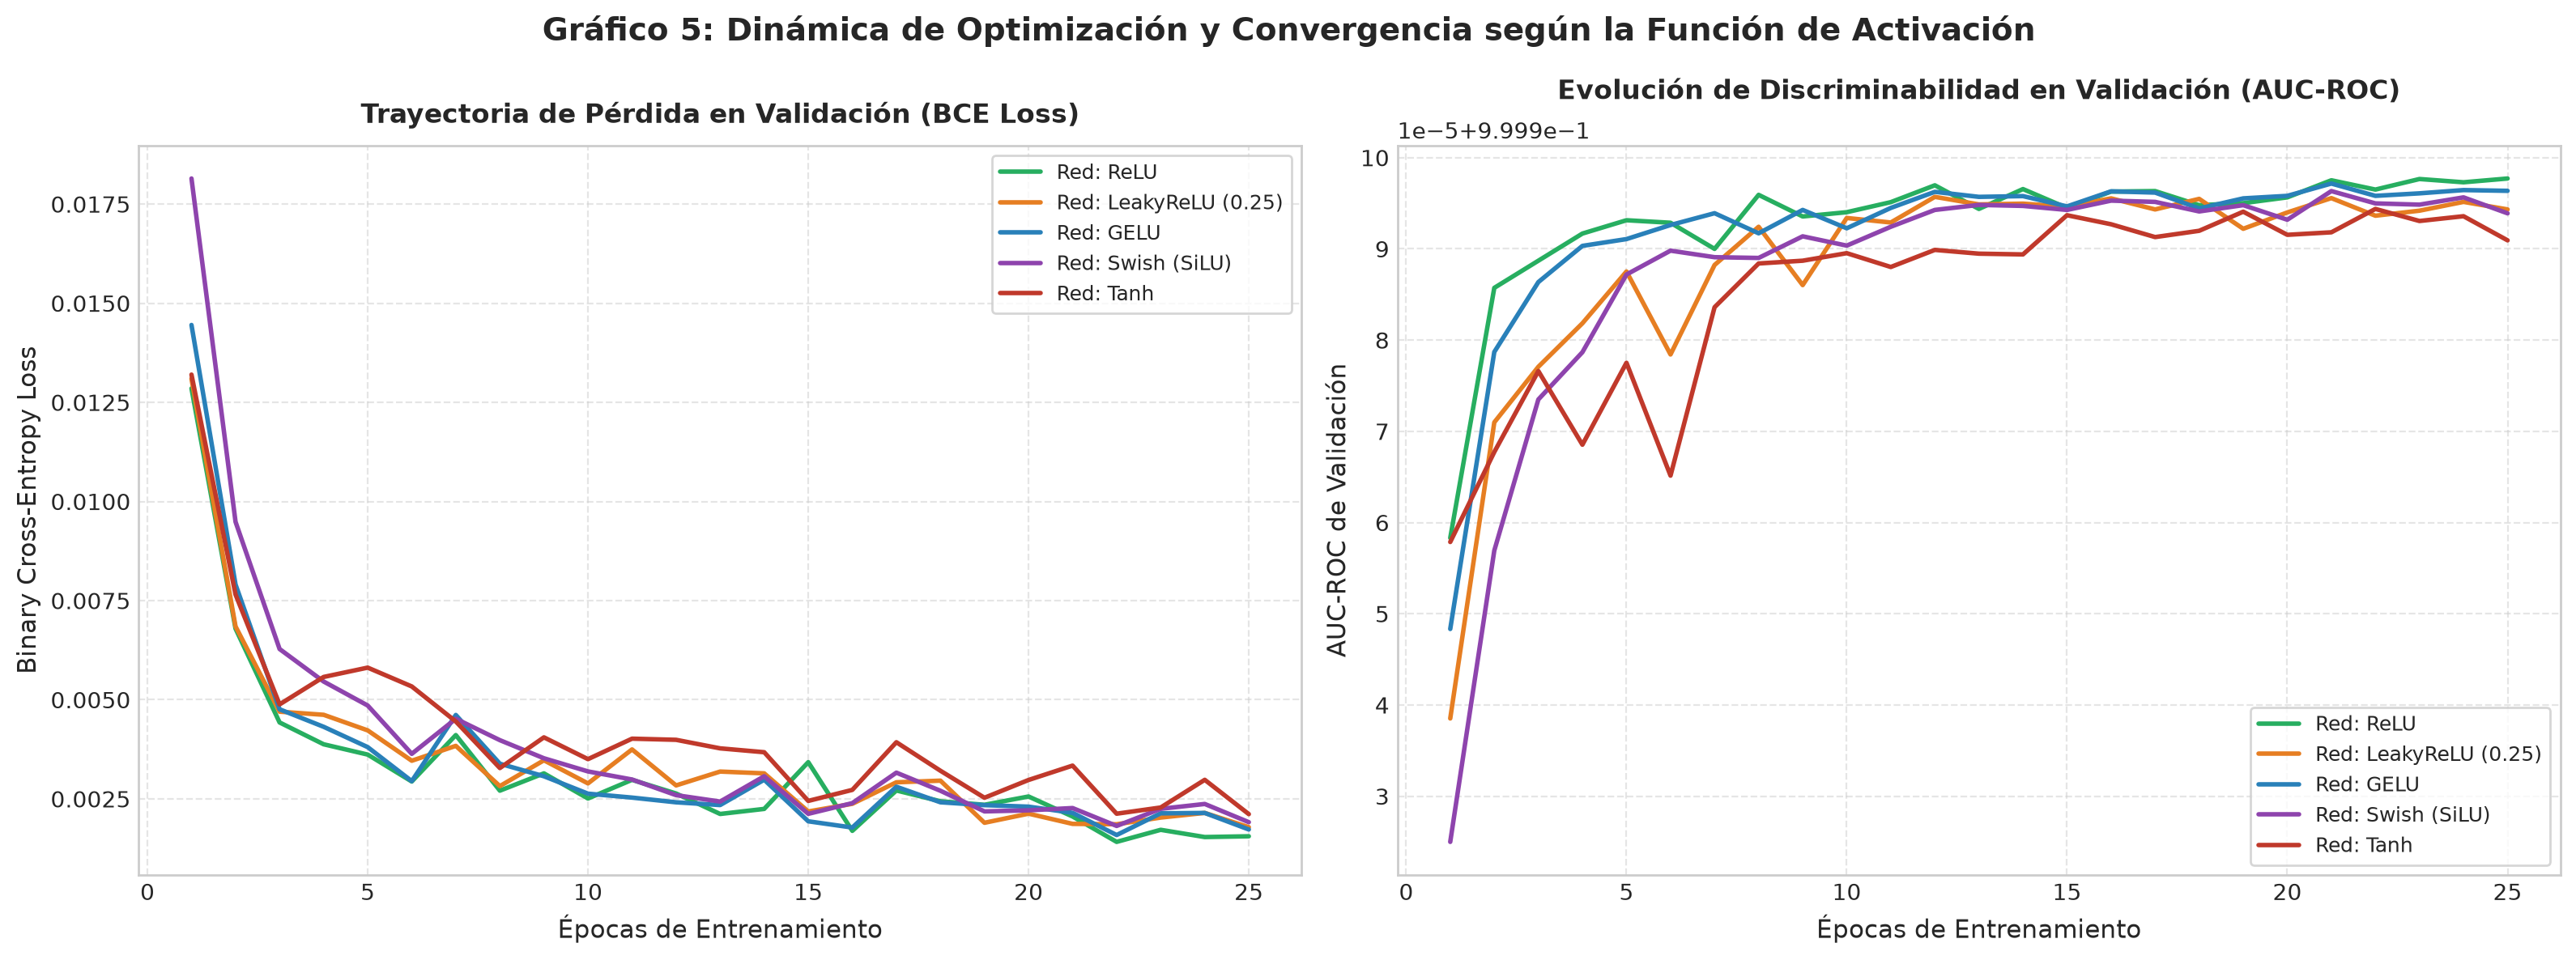 Gráfico 5: Dinámica de Optimización y Convergencia según la Función de Activación
Trayectoria de Pérdida en Validación (BCE Loss)
Binary Cross-Entropy Loss
0.0175
0.0150
0.0125
0.0100
0.0075
0.0050
0.0025
Red: ReLU
Red: LeakyReLU (0.25)
Red: GELU
Red: Swish (SiLU)
Red: Tanh
0 5 10 15 20 25
Épocas de Entrenamiento
Evolución de Discriminabilidad en Validación (AUC-ROC)
1e−5+9.999e−1
AUC-ROC de Validación
10
9
8
7
6
5
4
3
Red: ReLU
Red: LeakyReLU (0.25)
Red: GELU
Red: Swish (SiLU)
Red: Tanh
0 5 10 15 20 25
Épocas de Entrenamiento